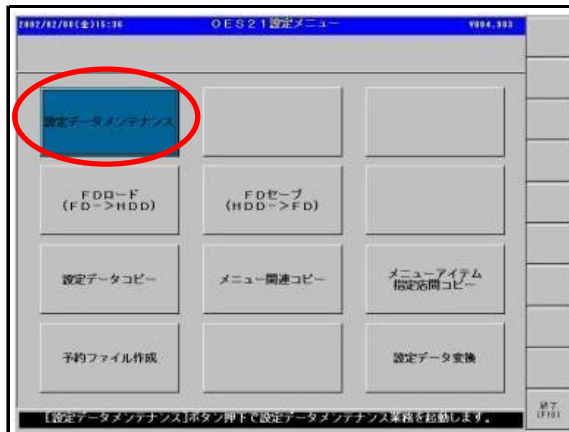 2002/02/08(金)15:36 OES21設定メニュー V004.303
設定データメンテナンス
FDロード
(FD->HDD)
FDセーブ
(HDD->FD)
設定データコピー
メニュー関連コピー
メニューアイテム
指定店間コピー
予約ファイル作成
設定データ変換
終了
(F10)
【設定データメンテナンス】ボタン押下で設定データメンテナンス業務を起動します。